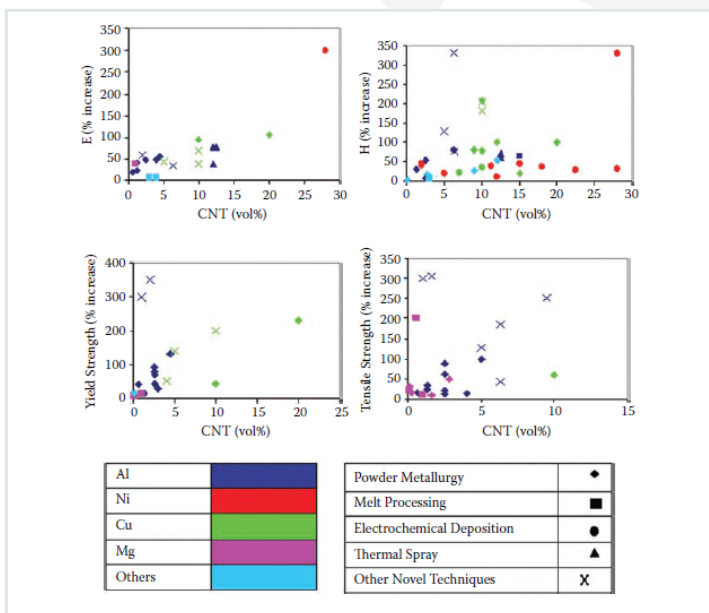 E (% increase)
350
300
250
200
150
100
50
0
0 5 10 15 20 25 30
CNT (vol%)
H (% increase)
350
300
250
200
150
100
50
0
0 5 10 15 20 25 30
CNT (vol%)
Yield Strength (% increase)
400
300
200
100
0
0 5 10 15 20 25
CNT (vol%)
Tensile Strength (% increase)
350
300
250
200
150
100
50
0
0 5 10 15
CNT (vol%)
Al
Ni
Cu
Mg
Others
Powder Metallurgy
Melt Processing
Electrochemical Deposition
Thermal Spray
Other Novel Techniques X